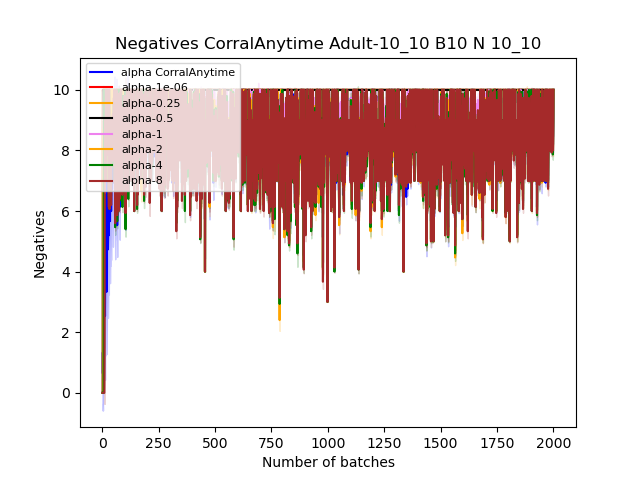 Negatives CorralAnytime Adult-10_10 B10 N 10_10
alpha CorralAnytime
alpha-1e-06
alpha-0.25
alpha-0.5
alpha-1
alpha-2
alpha-4
alpha-8
10
8
6
4
2
0
Negatives
0 250 500 750 1000 1250 1500 1750 2000
Number of batches